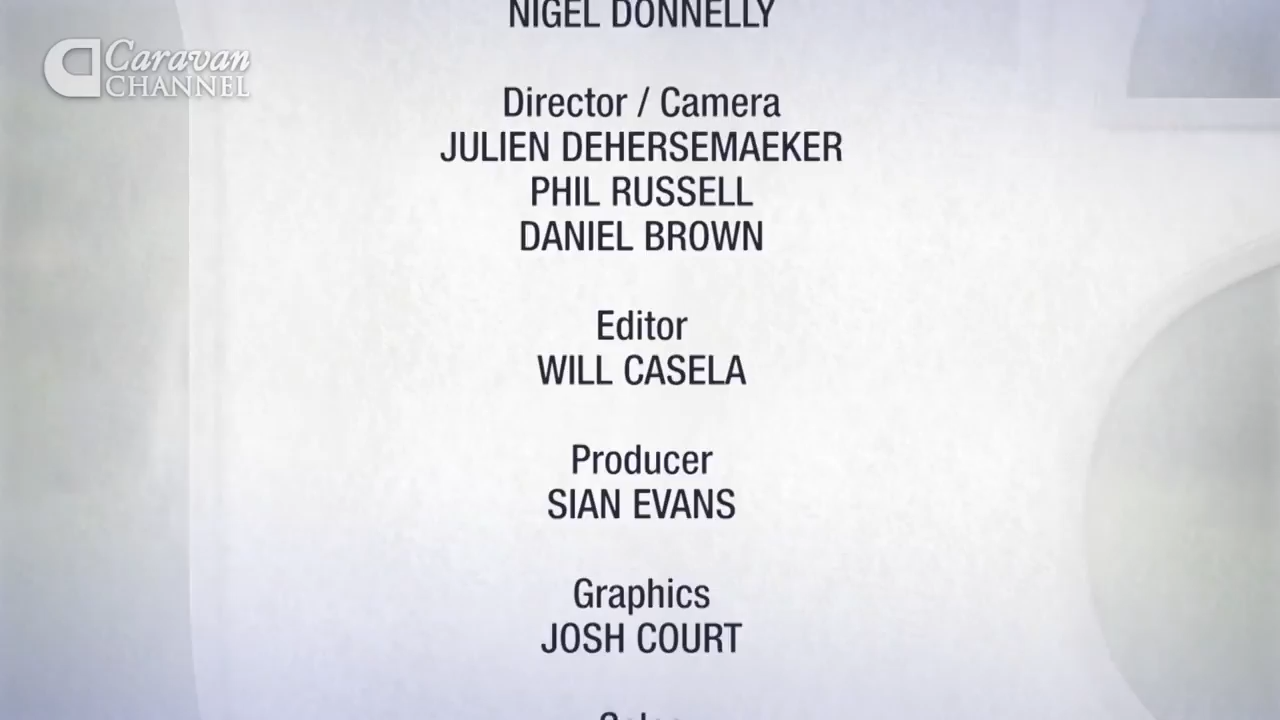 NIGEL DONNELLY
Caravan
CHANNEL
Director / Camera
JULIEN DEHERSEMAEKER
PHIL RUSSELL
DANIEL BROWN
Editor
WILL CASELA
Producer
SIAN EVANS
Graphics
JOSH COURT